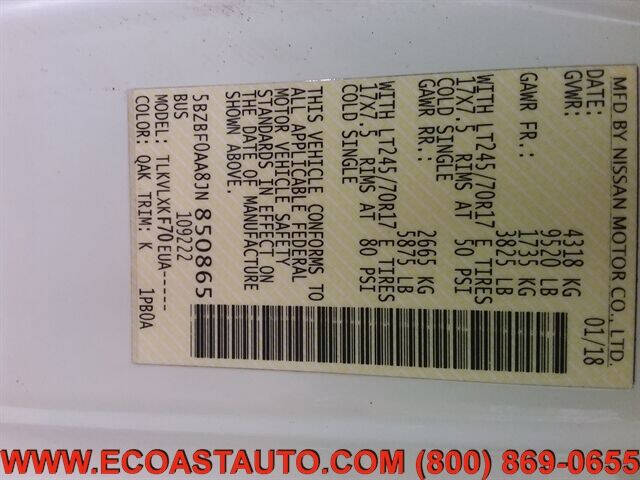 MFD BY NISSAN MOTOR CO., LTD.
DATE: 01/18
GVWR: 4318 KG
9520 LB
GAWR FR.: 1735 KG
3825 LB
WITH LT245/70R17 E TIRES
17x7.5 RIMS AT 50 PSI
COLD SINGLE
GAWR RR.: 2665 KG
5875 LB
WITH LT245/70R17 E TIRES
17x7.5 RIMS AT 80 PSI
COLD SINGLE
THIS VEHICLE CONFORMS TO
ALL APPLICABLE FEDERAL
MOTOR VEHICLE SAFETY
STANDARDS IN EFFECT ON
THE DATE OF MANUFACTURE
SHOWN ABOVE.
5BZBF0AA8JN850865
BUS 109222
MODEL: TLKVLXKF70EUA-----
COLOR: QAK TRIM: K 1PB0A
WWW.ECOASTAUTO.COM (800) 869-0655